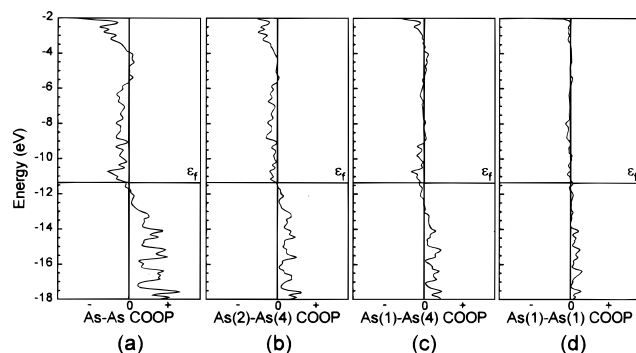 Energy (eV)
-2
-4
-6
-8
-10
-12
-14
-16
-18
εf
εf
εf
εf
- 0 +
- 0 +
- 0 +
- 0 +
As-As COOP
As(2)-As(4) COOP
As(1)-As(4) COOP
As(1)-As(1) COOP
(a)
(b)
(c)
(d)